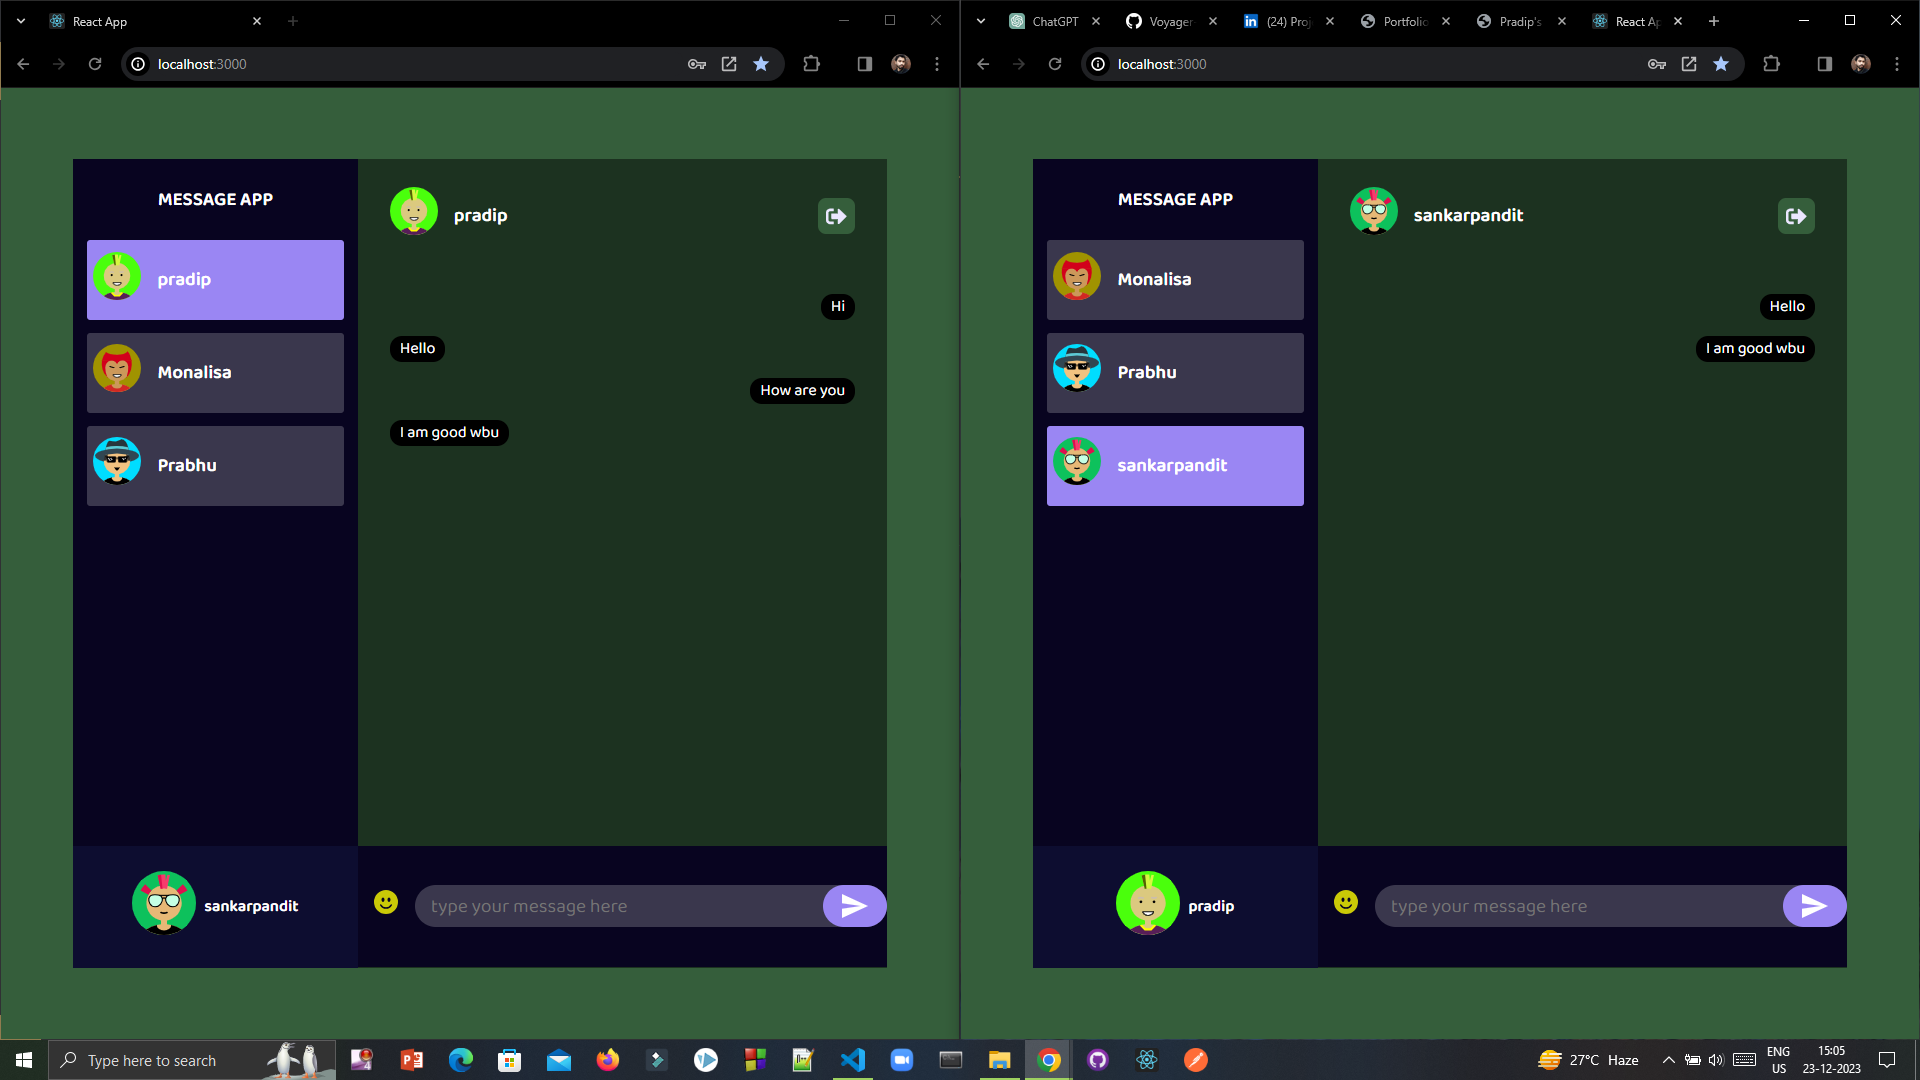 React App
localhost:3000
MESSAGE APP
pradip
pradip
Hi
Hello
How are you
I am good wbu
Monalisa
Prabhu
sankarpandit
type your message here
ChatGPT
Voyager
(24) Proj
Portfolio
Pradip's
React Ap
localhost:3000
MESSAGE APP
sankarpandit
Monalisa
Hello
I am good wbu
Prabhu
sankarpandit
pradip
type your message here
Type here to search
27°C Haze
ENG
US
15:05
23-12-2023